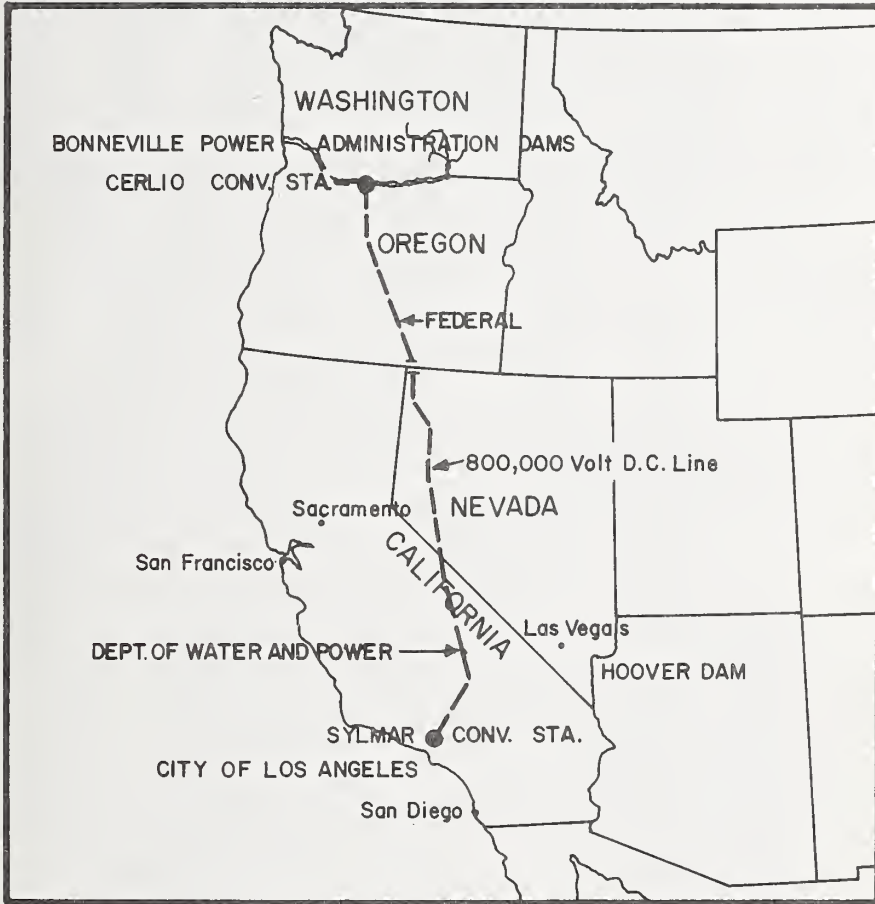 WASHINGTON
BONNEVILLE POWER ADMINISTRATION DAMS
CERLIO CONV. STA.
OREGON
FEDERAL
800,000 Volt D.C. Line
Sacramento
NEVADA
San Francisco
CALIFORNIA
Las Vegas
DEPT. OF WATER AND POWER
HOOVER DAM
SYLMAR CONV. STA.
CITY OF LOS ANGELES
San Diego